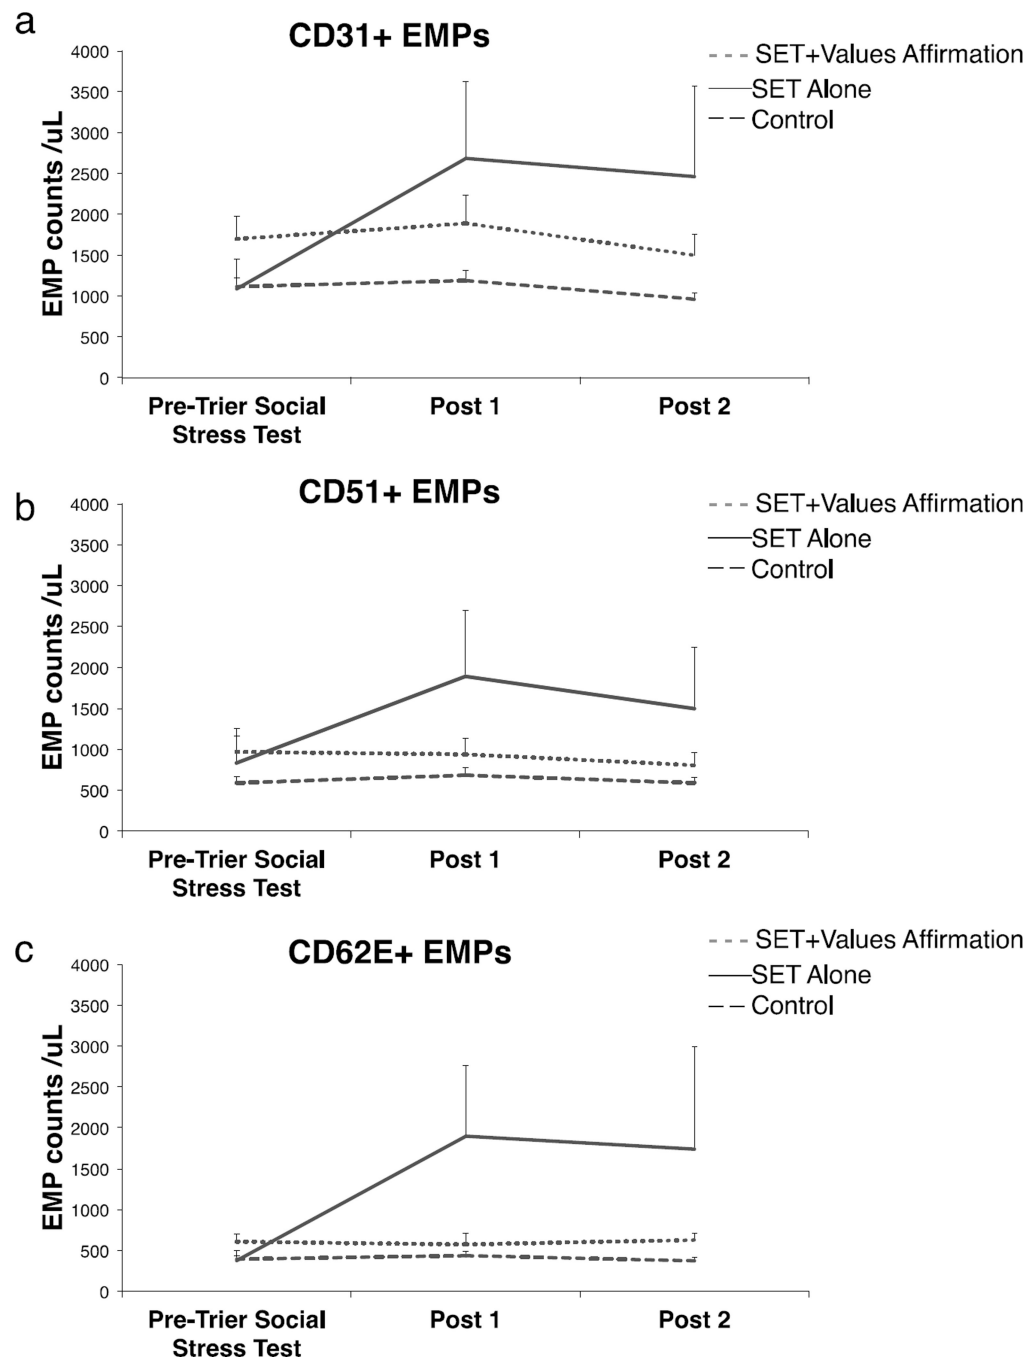 a
CD31+ EMPs
4000
3500
3000
2500
2000
1500
1000
500
0
EMP counts /uL
SET+Values Affirmation
SET Alone
Control
Pre-Trier Social
Stress Test
Post 1
Post 2
b
CD51+ EMPs
4000
3500
3000
2500
2000
1500
1000
500
0
EMP counts /uL
SET+Values Affirmation
SET Alone
Control
Pre-Trier Social
Stress Test
Post 1
Post 2
c
CD62E+ EMPs
4000
3500
3000
2500
2000
1500
1000
500
0
EMP counts /uL
SET+Values Affirmation
SET Alone
Control
Pre-Trier Social
Stress Test
Post 1
Post 2